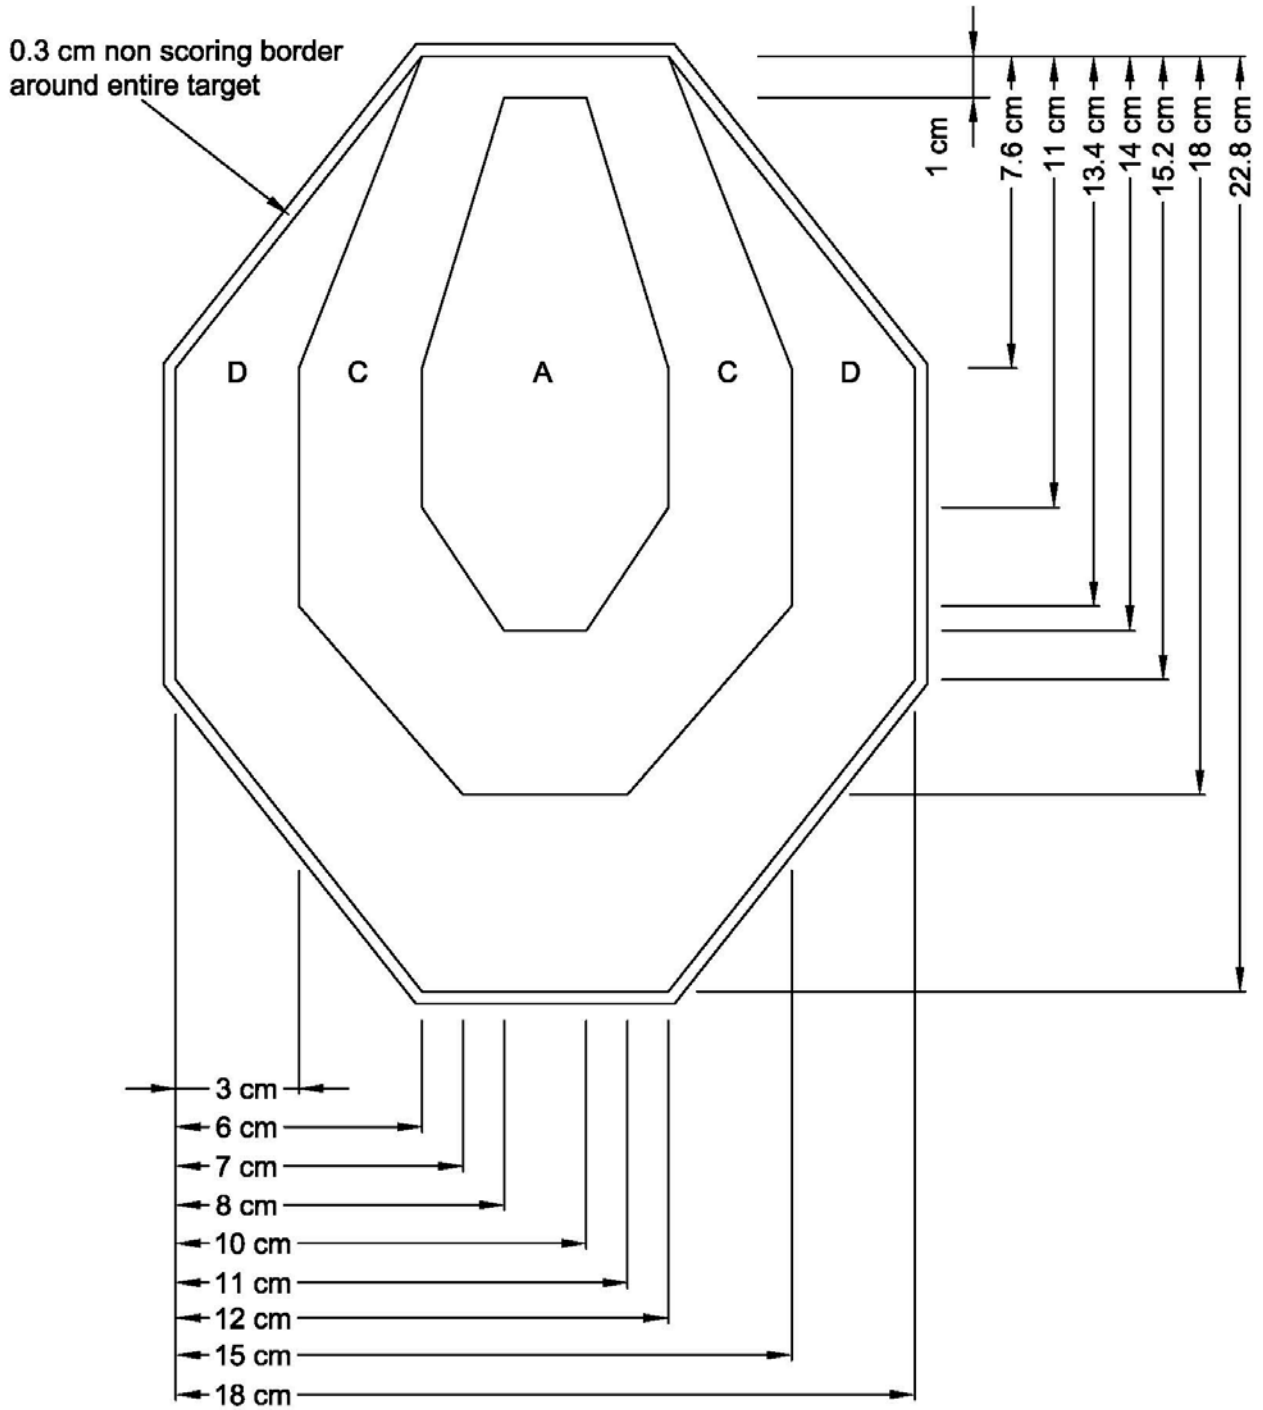 0.3 cm non scoring border
around entire target
1 cm
7.6 cm
11 cm
13.4 cm
14 cm
15.2 cm
18 cm
22.8 cm
D
C
A
C
D
3 cm
6 cm
7 cm
8 cm
10 cm
11 cm
12 cm
15 cm
18 cm